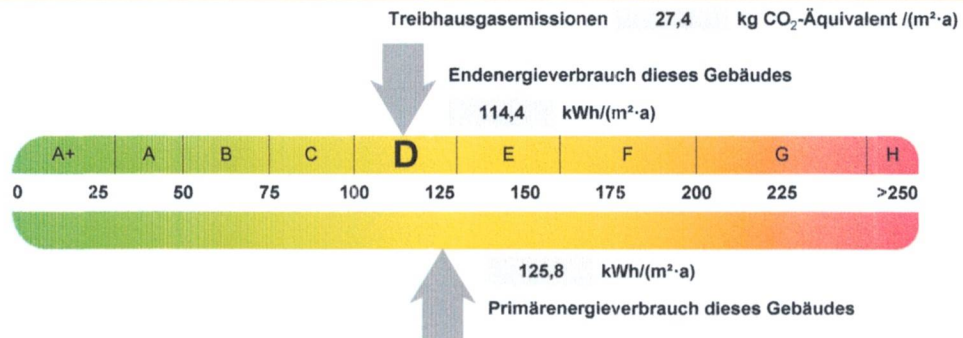 Treibhausgasemissionen 27,4 kg CO₂-Äquivalent /(m²·a)
Endenergieverbrauch dieses Gebäudes
114,4 kWh/(m²·a)
A+ A B C D E F G H
0 25 50 75 100 125 150 175 200 225 >250
125,8 kWh/(m²·a)
Primärenergieverbrauch dieses Gebäudes